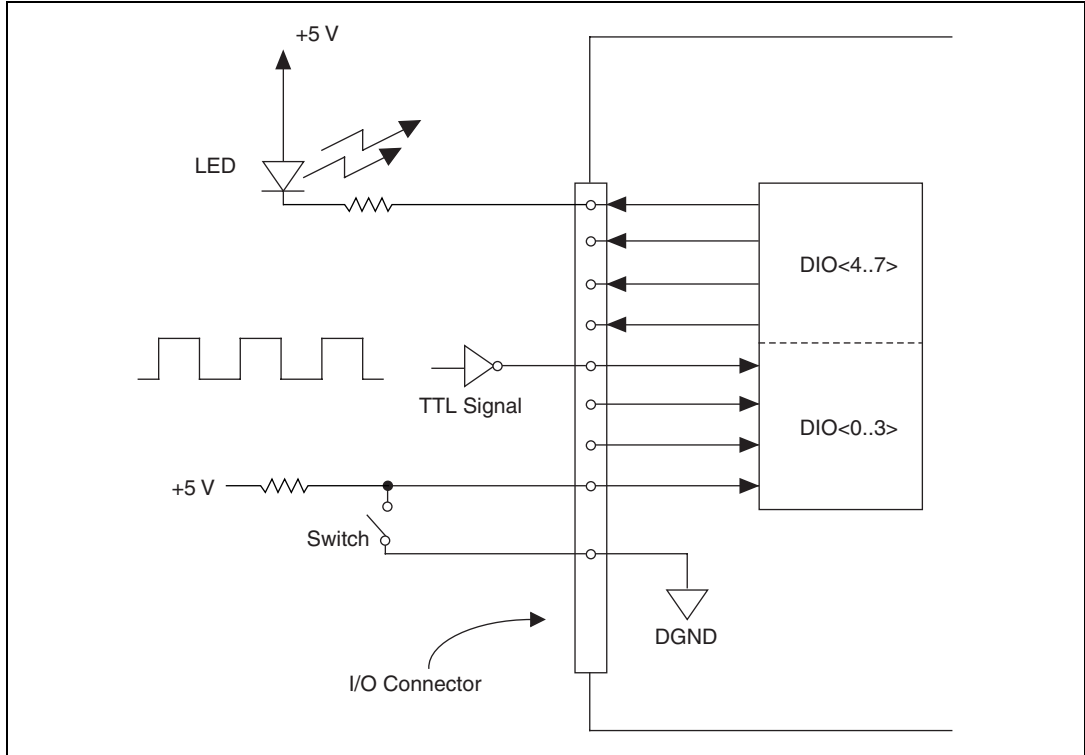 +5 V
LED
DIO<4..7>
TTL Signal
DIO<0..3>
+5 V
Switch
DGND
I/O Connector